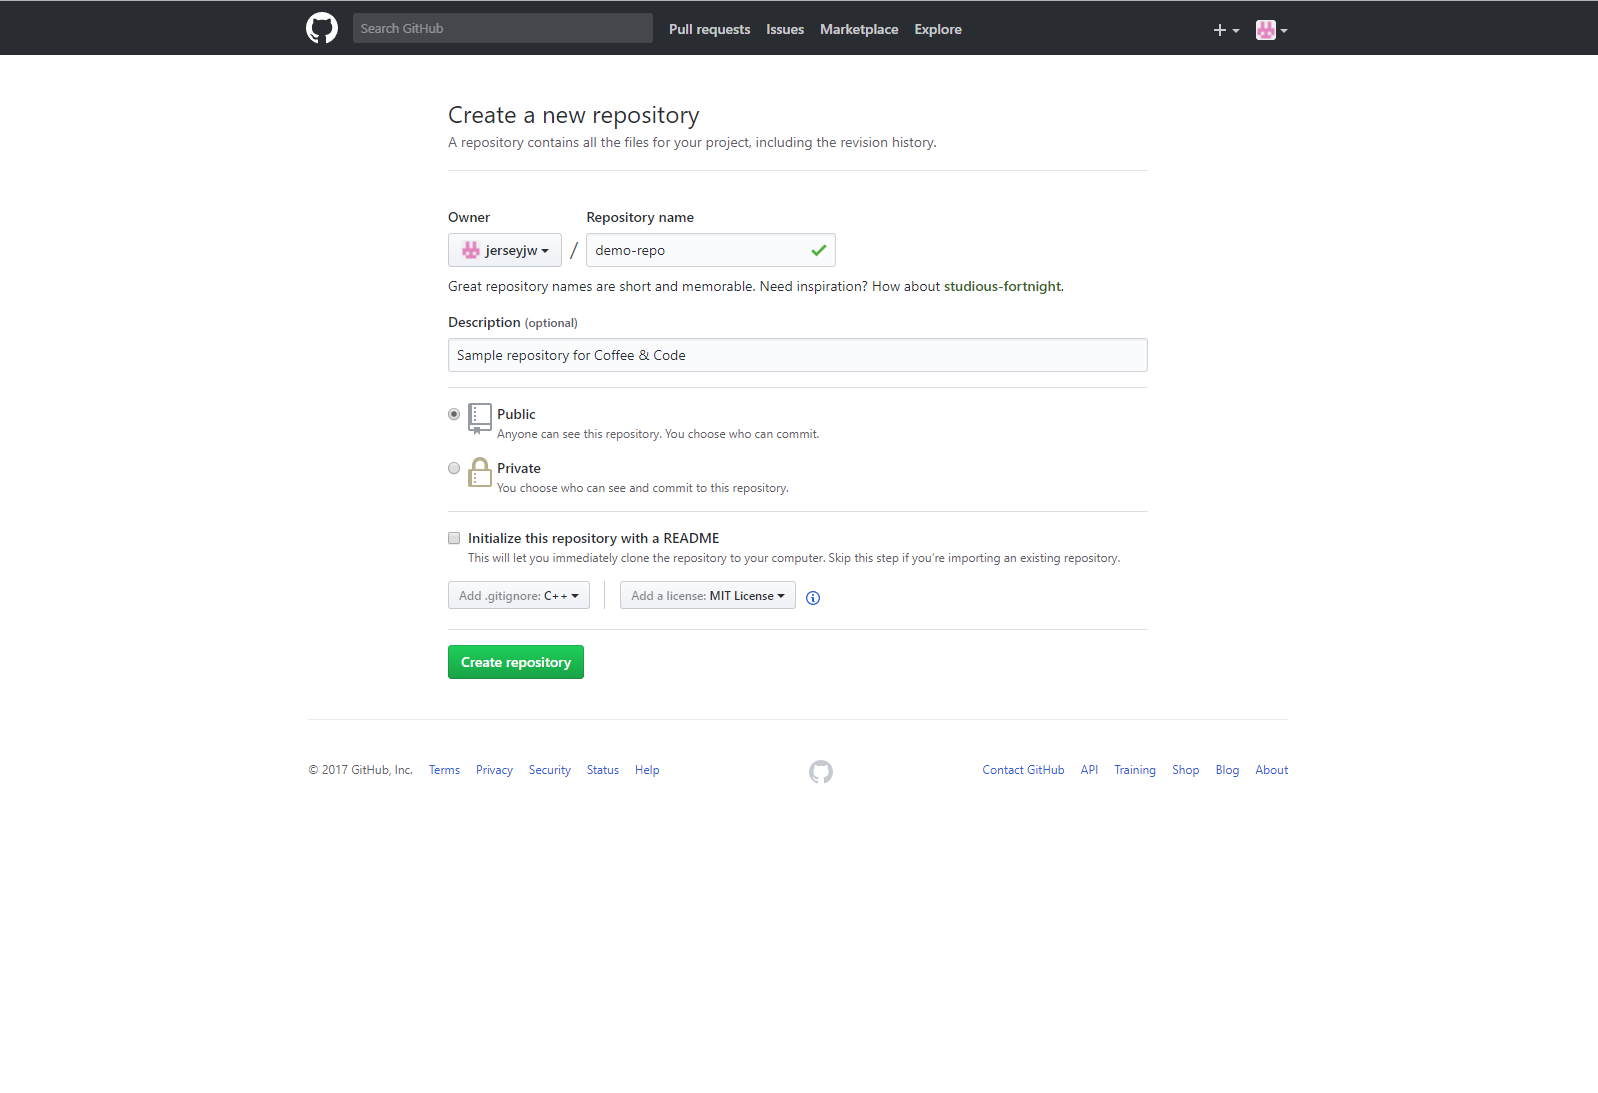 Search GitHub Pull requests Issues Marketplace Explore
Create a new repository
A repository contains all the files for your project, including the revision history.
Owner Repository name
jerseyjw / demo-repo
Great repository names are short and memorable. Need inspiration? How about studious-fortnight.
Description (optional)
Sample repository for Coffee & Code
Public
Anyone can see this repository. You choose who can commit.
Private
You choose who can see and commit to this repository.
Initialize this repository with a README
This will let you immediately clone the repository to your computer. Skip this step if you’re importing an existing repository.
Add .gitignore: C++ Add a license: MIT License
Create repository
© 2017 GitHub, Inc. Terms Privacy Security Status Help Contact GitHub API Training Shop Blog About